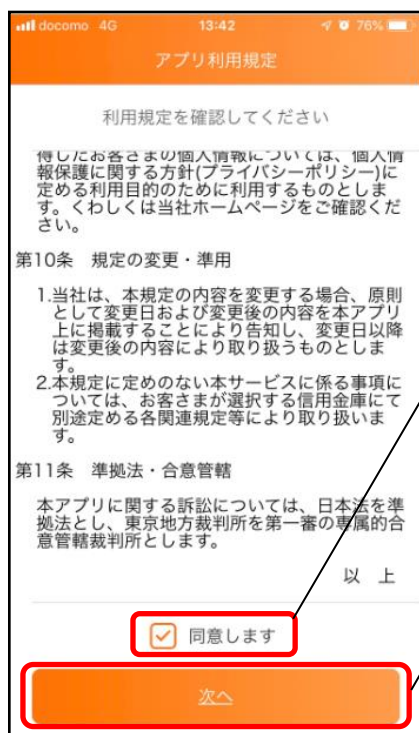 docomo 4G 13:42 76%
アプリ利用規定
利用規定を確認してください
得したお客さまの個人情報については、個人情
報保護に関する方針(プライバシーポリシー)に
定める利用目的のために利用するものとしま
す。くわしくは当社ホームページをご確認くだ
さい。
第10条 規定の変更・準用
1.当社は、本規定の内容を変更する場合、原則
として変更日および変更後の内容を本アプリ
上に掲載することにより告知し、変更日以降
は変更後の内容により取り扱うものとしま
す。
2.本規定に定めのない本サービスに係る事項に
ついては、お客さまが選択する信用金庫にて
別途定める各関連規定等により取り扱いま
す。
第11条 準拠法・合意管轄
本アプリに関する訴訟については、日本法を準
拠法とし、東京地方裁判所を第一審の専属的合
意管轄裁判所とします。
以 上
同意します
次へ